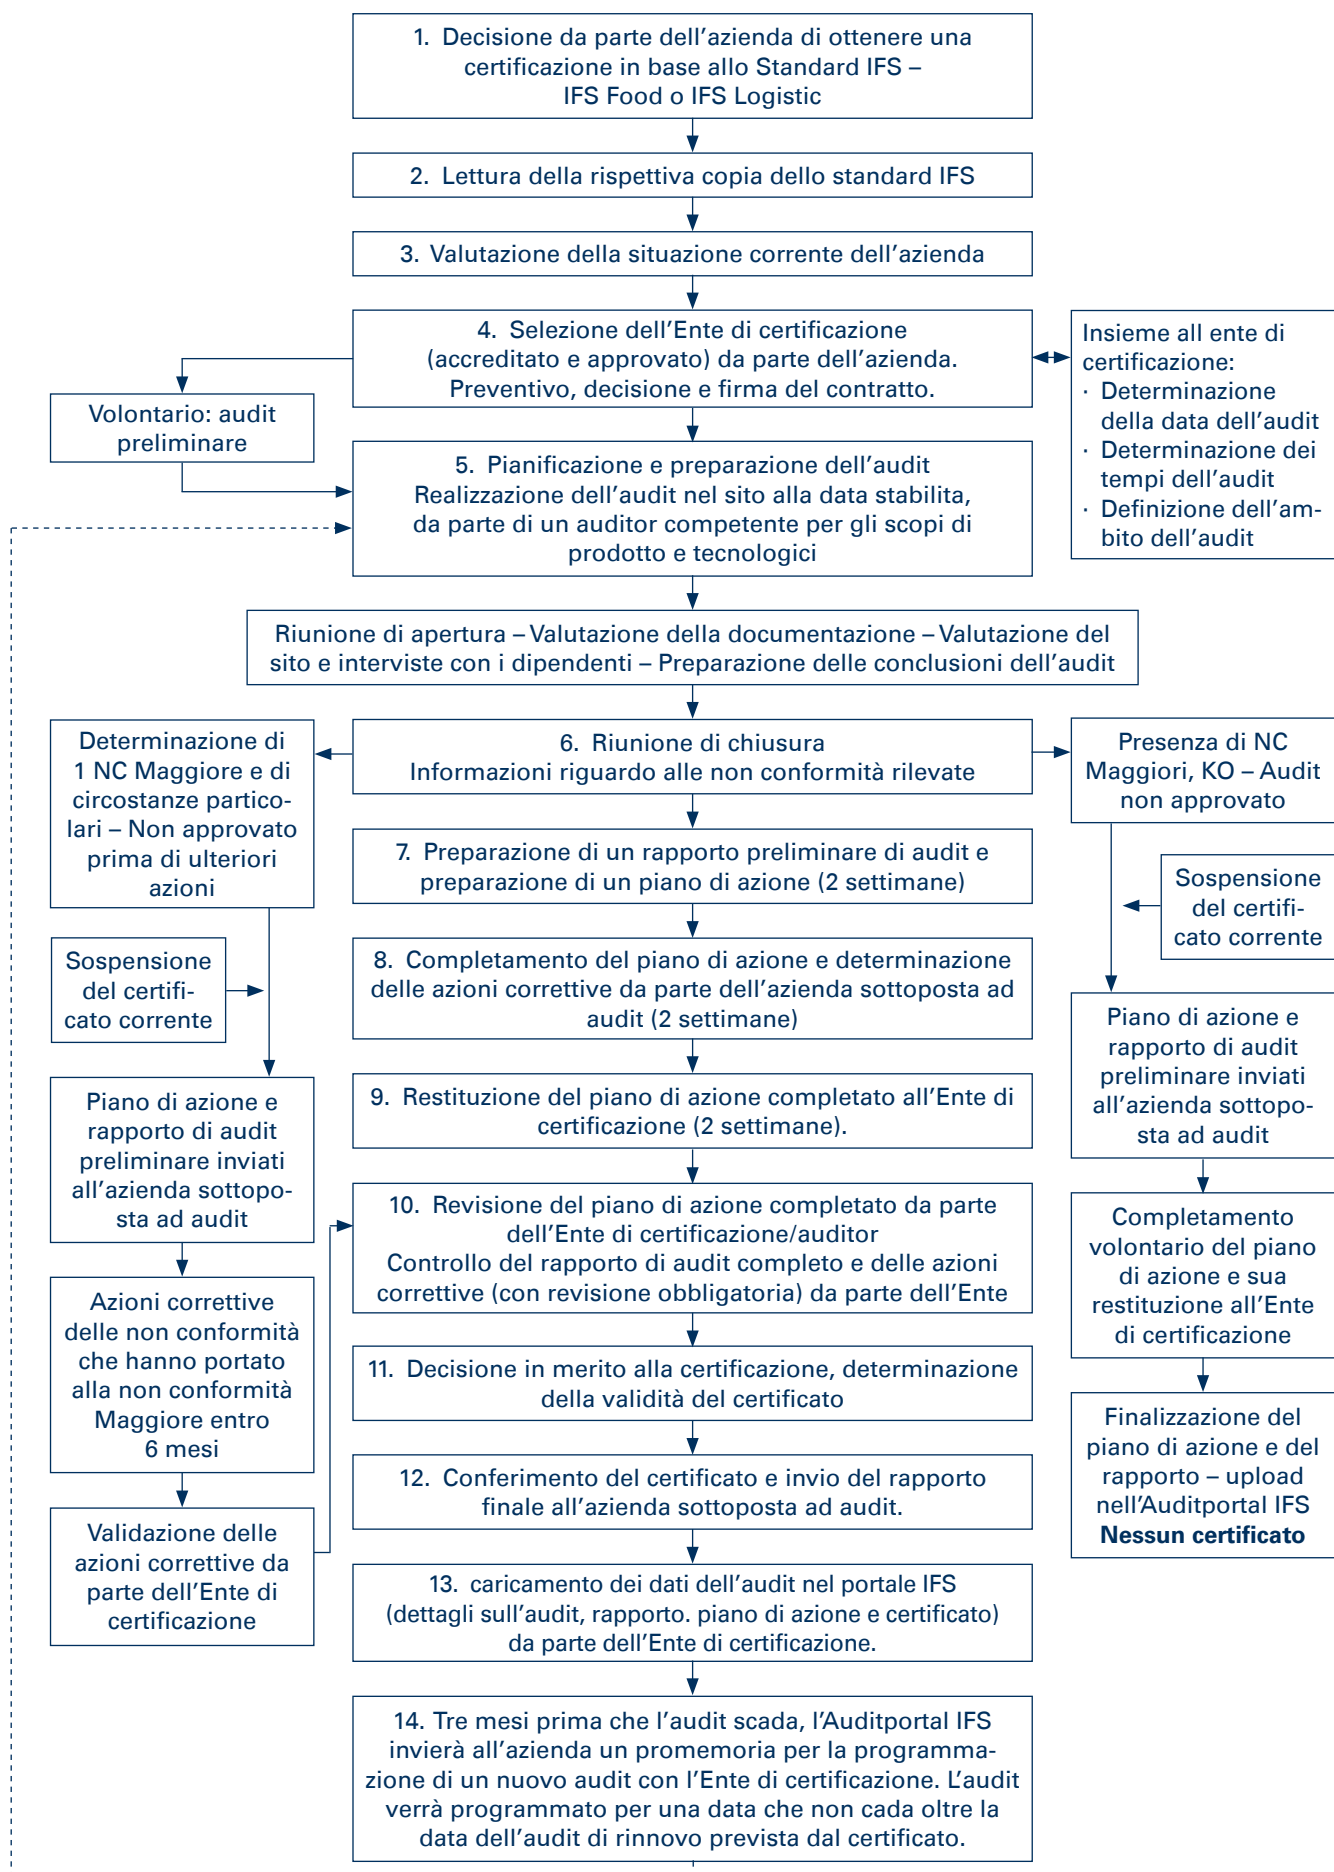 1. Decisione da parte dell’azienda di ottenere una
certificazione in base allo Standard IFS –
IFS Food o IFS Logistic
2. Lettura della rispettiva copia dello standard IFS
3. Valutazione della situazione corrente dell’azienda
4. Selezione dell’Ente di certificazione
(accreditato e approvato) da parte dell’azienda.
Preventivo, decisione e firma del contratto.
Insieme all ente di
certificazione:
· Determinazione
della data dell’audit
· Determinazione dei
tempi dell’audit
· Definizione dell’am-
bito dell’audit
Volontario: audit
preliminare
5. Pianificazione e preparazione dell’audit
Realizzazione dell’audit nel sito alla data stabilita,
da parte di un auditor competente per gli scopi di
prodotto e tecnologici
Riunione di apertura – Valutazione della documentazione – Valutazione del
sito e interviste con i dipendenti – Preparazione delle conclusioni dell’audit
Determinazione di
1 NC Maggiore e di
circostanze partico-
lari – Non approvato
prima di ulteriori
azioni
6. Riunione di chiusura
Informazioni riguardo alle non conformità rilevate
Presenza di NC
Maggiori, KO – Audit
non approvato
7. Preparazione di un rapporto preliminare di audit e
preparazione di un piano di azione (2 settimane)
Sospensione
del certifi-
cato corrente
Sospensione
del certifi-
cato corrente
8. Completamento del piano di azione e determinazione
delle azioni correttive da parte dell’azienda sottoposta ad
audit (2 settimane)
Piano di azione e
rapporto di audit
preliminare inviati
all’azienda sottopo-
sta ad audit
9. Restituzione del piano di azione completato all’Ente di
certificazione (2 settimane).
Piano di azione e
rapporto di audit
preliminare inviati
all’azienda sottopo-
sta ad audit
10. Revisione del piano di azione completato da parte
dell’Ente di certificazione/auditor
Controllo del rapporto di audit completo e delle azioni
correttive (con revisione obbligatoria) da parte dell’Ente
Completamento
volontario del piano
di azione e sua
restituzione all’Ente
di certificazione
Azioni correttive
delle non conformità
che hanno portato
alla non conformità
Maggiore entro
6 mesi
11. Decisione in merito alla certificazione, determinazione
della validità del certificato
Finalizzazione del
piano di azione e del
rapporto – upload
nell’Auditportal IFS
Nessun certificato
12. Conferimento del certificato e invio del rapporto
finale all’azienda sottoposta ad audit.
Validazione delle
azioni correttive da
parte dell’Ente di
certificazione
13. caricamento dei dati dell’audit nel portale IFS
(dettagli sull’audit, rapporto. piano di azione e certificato)
da parte dell’Ente di certificazione.
14. Tre mesi prima che l’audit scada, l’Auditportal IFS
invierà all’azienda un promemoria per la programma-
zione di un nuovo audit con l’Ente di certificazione. L’audit
verrà programmato per una data che non cada oltre la
data dell’audit di rinnovo prevista dal certificato.